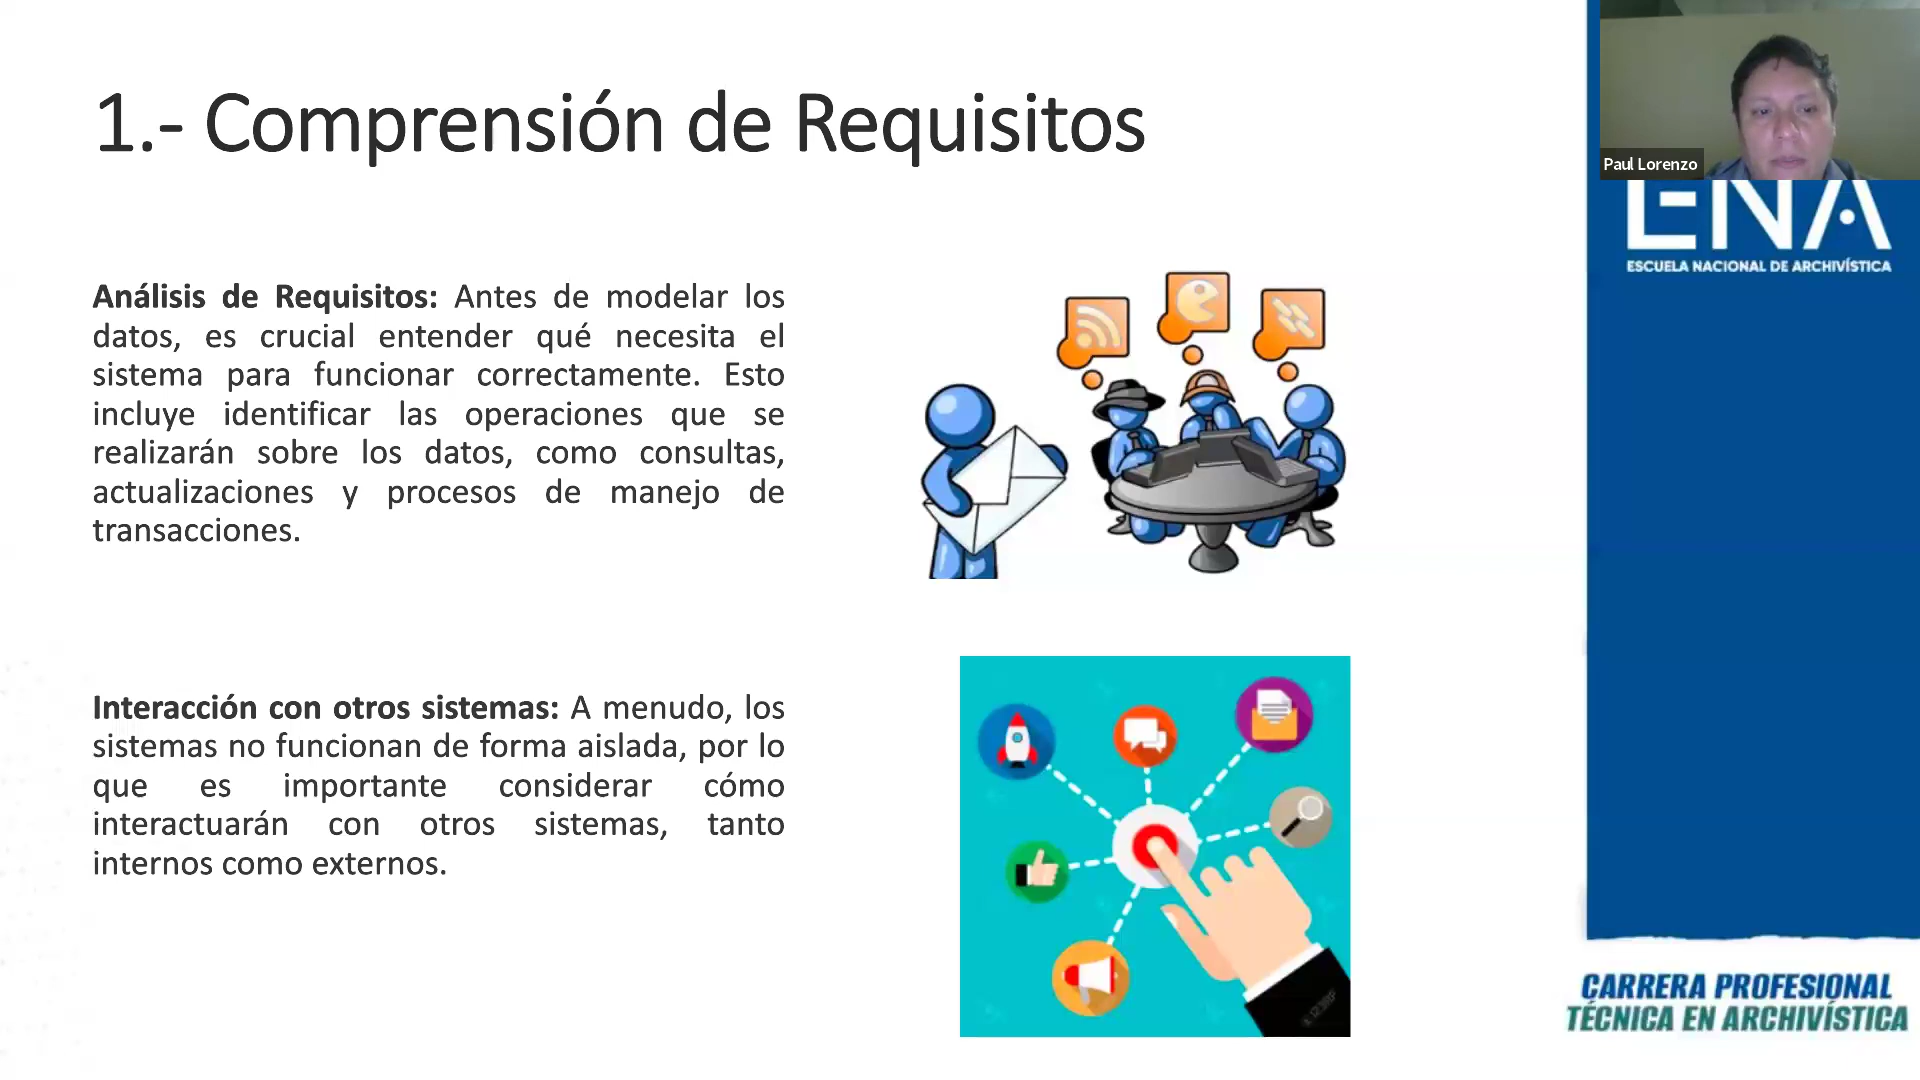 1.- Comprensión de Requisitos
Análisis de Requisitos: Antes de modelar los
datos, es crucial entender qué necesita el
sistema para funcionar correctamente. Esto
incluye identificar las operaciones que se
realizarán sobre los datos, como consultas,
actualizaciones y procesos de manejo de
transacciones.
Interacción con otros sistemas: A menudo, los
sistemas no funcionan de forma aislada, por lo
que es importante considerar cómo
interactuarán con otros sistemas, tanto
internos como externos.
Paul Lorenzo
ENA
ESCUELA NACIONAL DE ARCHIVÍSTICA
CARRERA PROFESIONAL
TÉCNICA EN ARCHIVÍSTICA